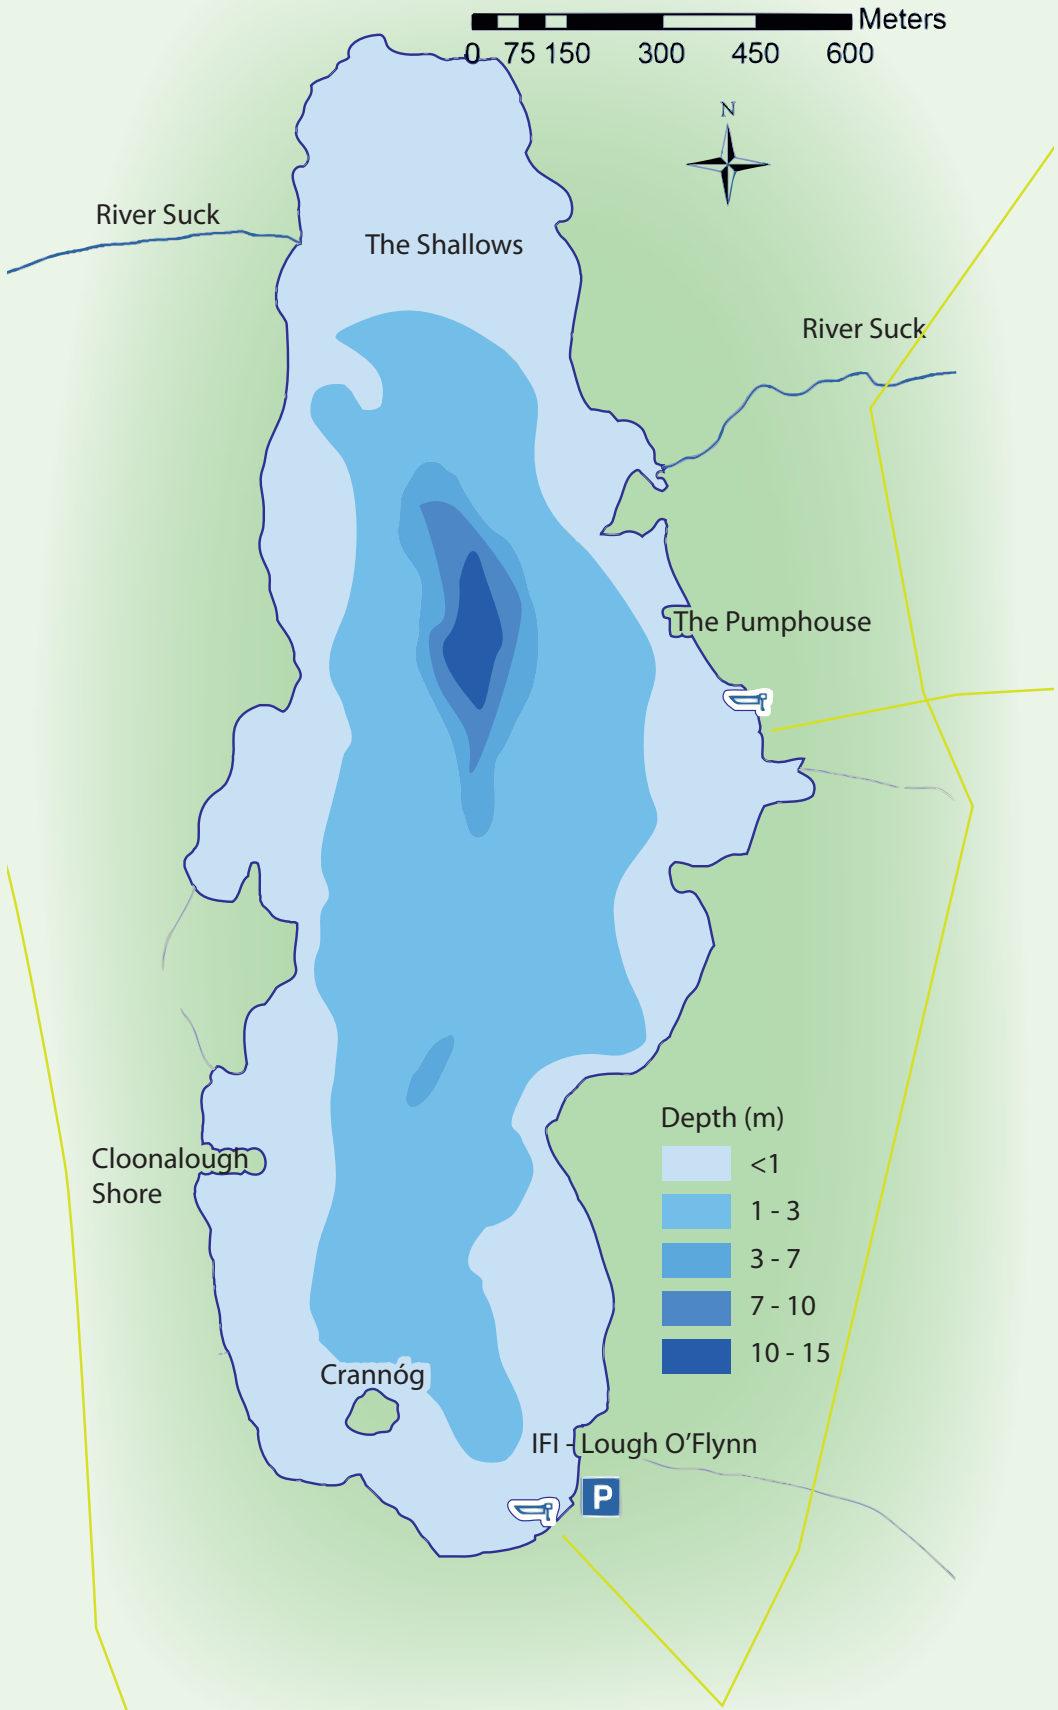 Meters
0 75 150 300 450 600
N
River Suck
The Shallows
River Suck
The Pumphouse
Depth (m)
<1
1 - 3
3 - 7
7 - 10
10 - 15
Cloonalough
Shore
Crannóg
IFI - Lough O'Flynn
P